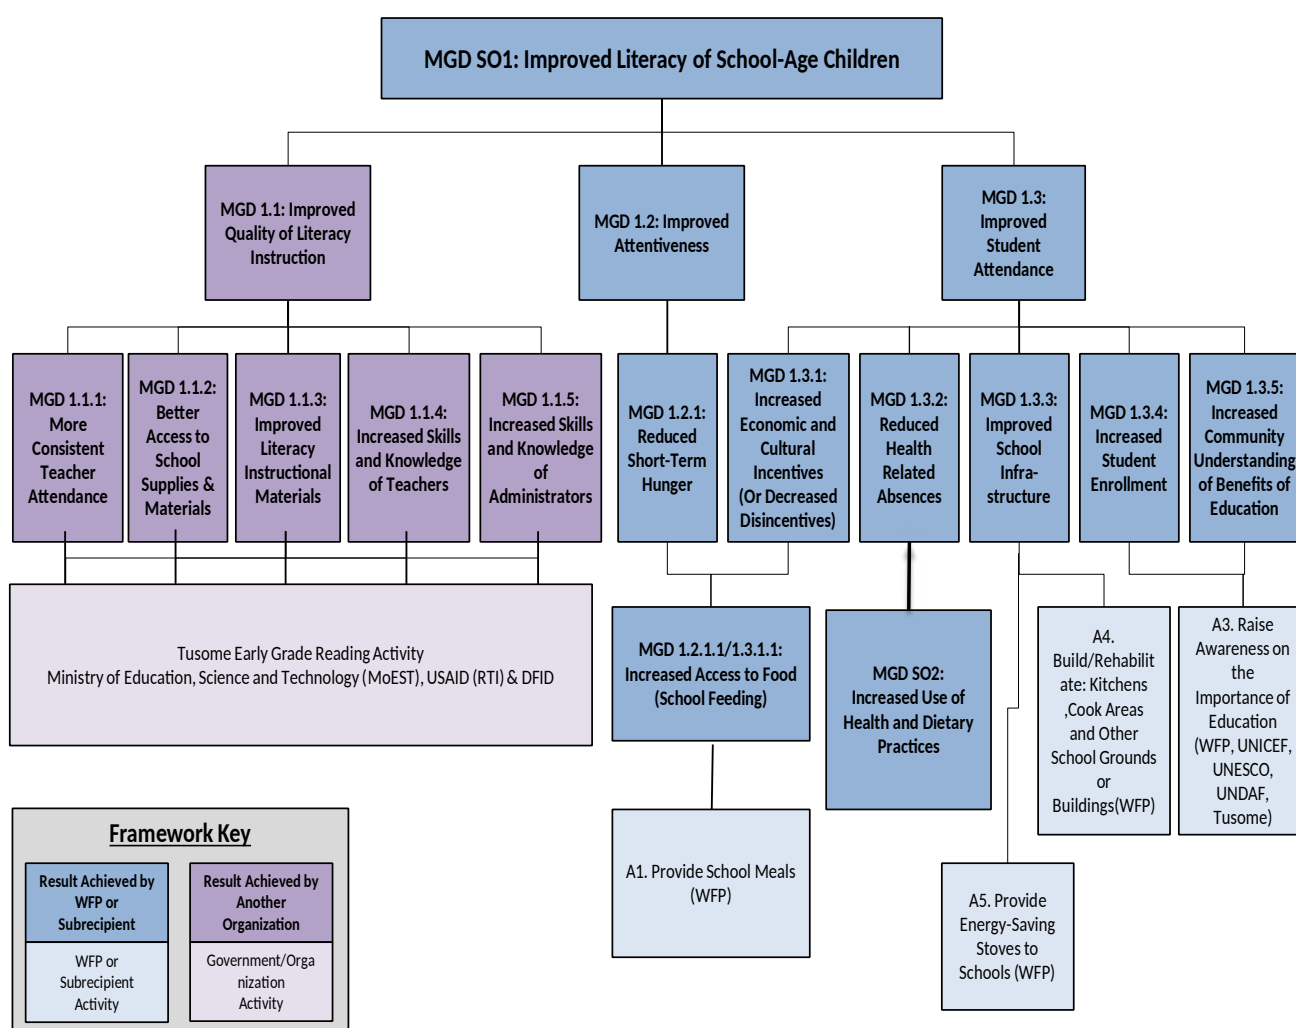 MGD SO1: Improved Literacy of School-Age Children
MGD 1.1: Improved
Quality of Literacy
Instruction
MGD 1.2: Improved
Attentiveness
MGD 1.3:
Improved
Student
Attendance
MGD 1.1.1:
More
Consistent
Teacher
Attendance
MGD 1.1.2:
Better
Access to
School
Supplies &
Materials
MGD 1.1.3:
Improved
Literacy
Instructional
Materials
MGD 1.1.4:
Increased Skills
and Knowledge
of Teachers
MGD 1.1.5:
Increased Skills
and Knowledge
of
Administrators
MGD 1.2.1:
Reduced
Short-Term
Hunger
MGD 1.3.1:
Increased
Economic and
Cultural
Incentives
(Or Decreased
Disincentives)
MGD 1.3.2:
Reduced
Health
Related
Absences
MGD 1.3.3:
Improved
School
Infra-
structure
MGD 1.3.4:
Increased
Student
Enrollment
MGD 1.3.5:
Increased
Community
Understanding
of Benefits of
Education
Tusome Early Grade Reading Activity
Ministry of Education, Science and Technology (MoEST), USAID (RTI) & DFID
MGD 1.2.1.1/1.3.1.1:
Increased Access to Food
(School Feeding)
MGD SO2:
Increased Use of
Health and Dietary
Practices
A4.
Build/Rehabilit
ate: Kitchens
,Cook Areas
and Other
School Grounds
or
Buildings(WFP)
A3. Raise
Awareness on
the
Importance of
Education
(WFP, UNICEF,
UNESCO,
UNDAF,
Tusome)
A1. Provide School Meals
(WFP)
A5. Provide
Energy-Saving
Stoves to
Schools (WFP)
Framework Key
Result Achieved by
WFP or
Subrecipient
Result Achieved by
Another
Organization
WFP or
Subrecipient
Activity
Government/Orga
nization
Activity